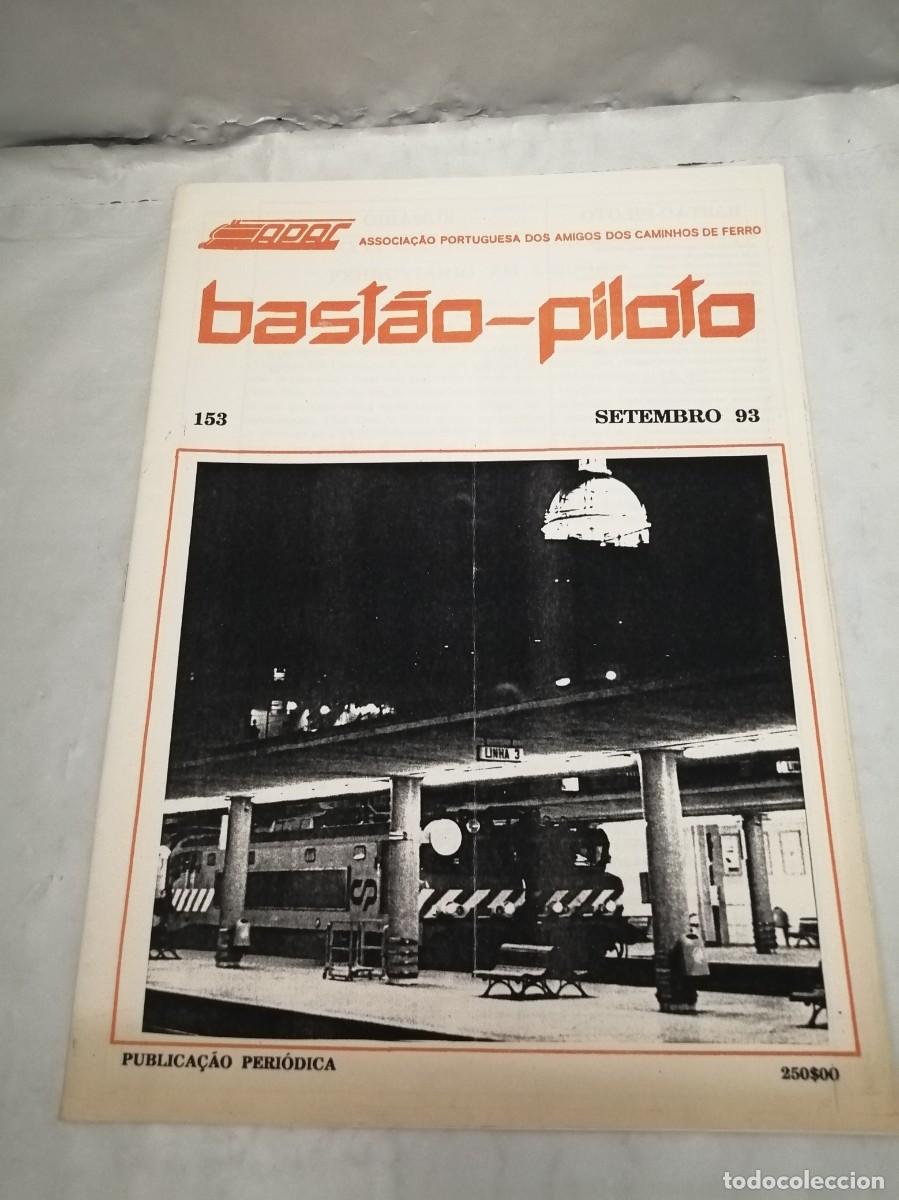 APAC ASSOCIAÇÃO PORTUGUESA DOS AMIGOS DOS CAMINHOS DE FERRO
bastão-piloto
153 SETEMBRO 93
LINHA 3
PUBLICAÇÃO PERIÓDICA 250$00
todocoleccion